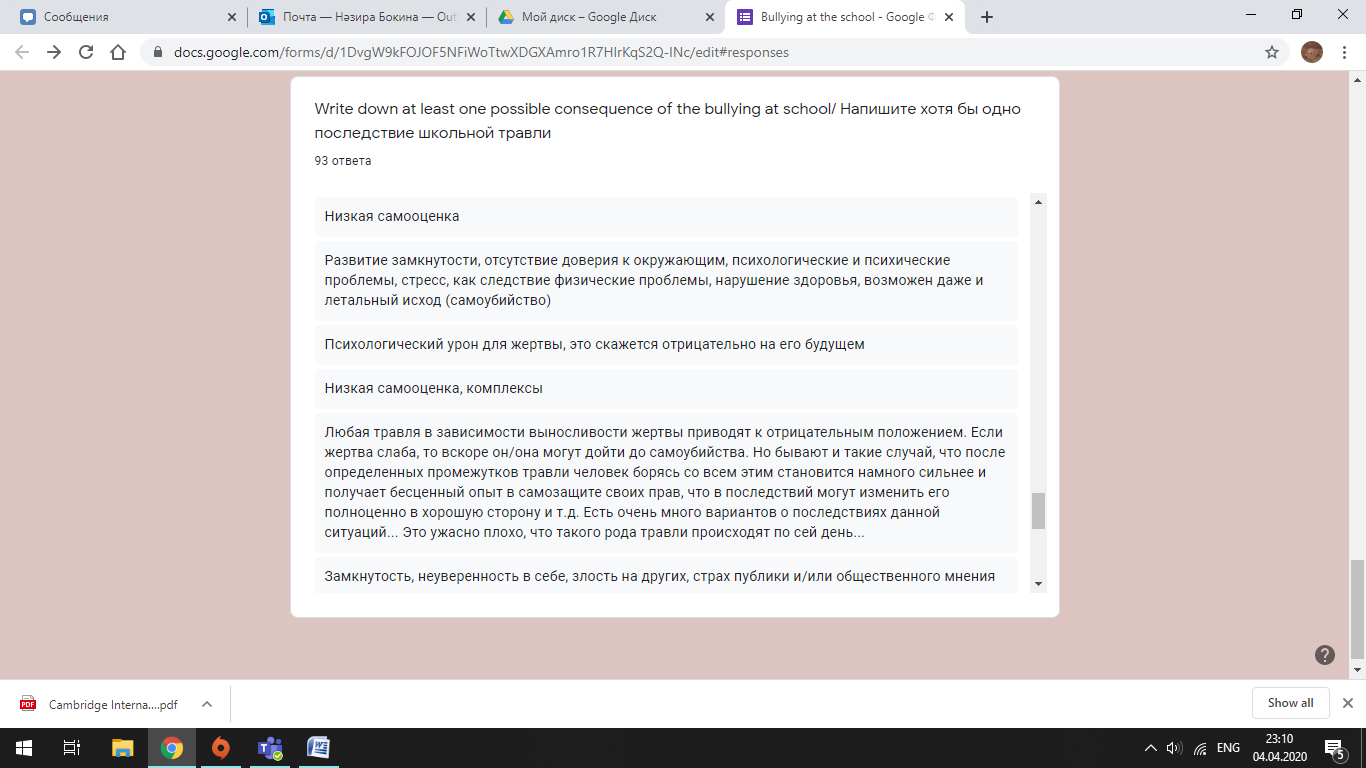 Сообщения
Почта — Нәзира Бокина — Out
Мой диск – Google Диск
Bullying at the school - Google Ф
docs.google.com/forms/d/1DvgW9kFOJOF5NFiWoTtwXDGXAmro1R7HIrKqS2Q-INc/edit#responses
Write down at least one possible consequence of the bullying at school/ Напишите хотя бы одно
последствие школьной травли
93 ответа
Низкая самооценка
Развитие замкнутости, отсутствие доверия к окружающим, психологические и психические
проблемы, стресс, как следствие физические проблемы, нарушение здоровья, возможен даже и
летальный исход (самоубийство)
Психологический урон для жертвы, это скажется отрицательно на его будущем
Низкая самооценка, комплексы
Любая травля в зависимости выносливости жертвы приводят к отрицательным положением. Если
жертва слаба, то вскоре он/она могут дойти до самоубийства. Но бывают и такие случай, что после
определенных промежутков травли человек борясь со всем этим становится намного сильнее и
получает бесценный опыт в самозащите своих прав, что в последствий могут изменить его
полноценно в хорошую сторону и т.д. Есть очень много вариантов о последствиях данной
ситуаций... Это ужасно плохо, что такого рода травли происходят по сей день...
Замкнутость, неуверенность в себе, злость на других, страх публики и/или общественного мнения
Cambridge Interna....pdf
Show all
ENG
23:10
04.04.2020
5